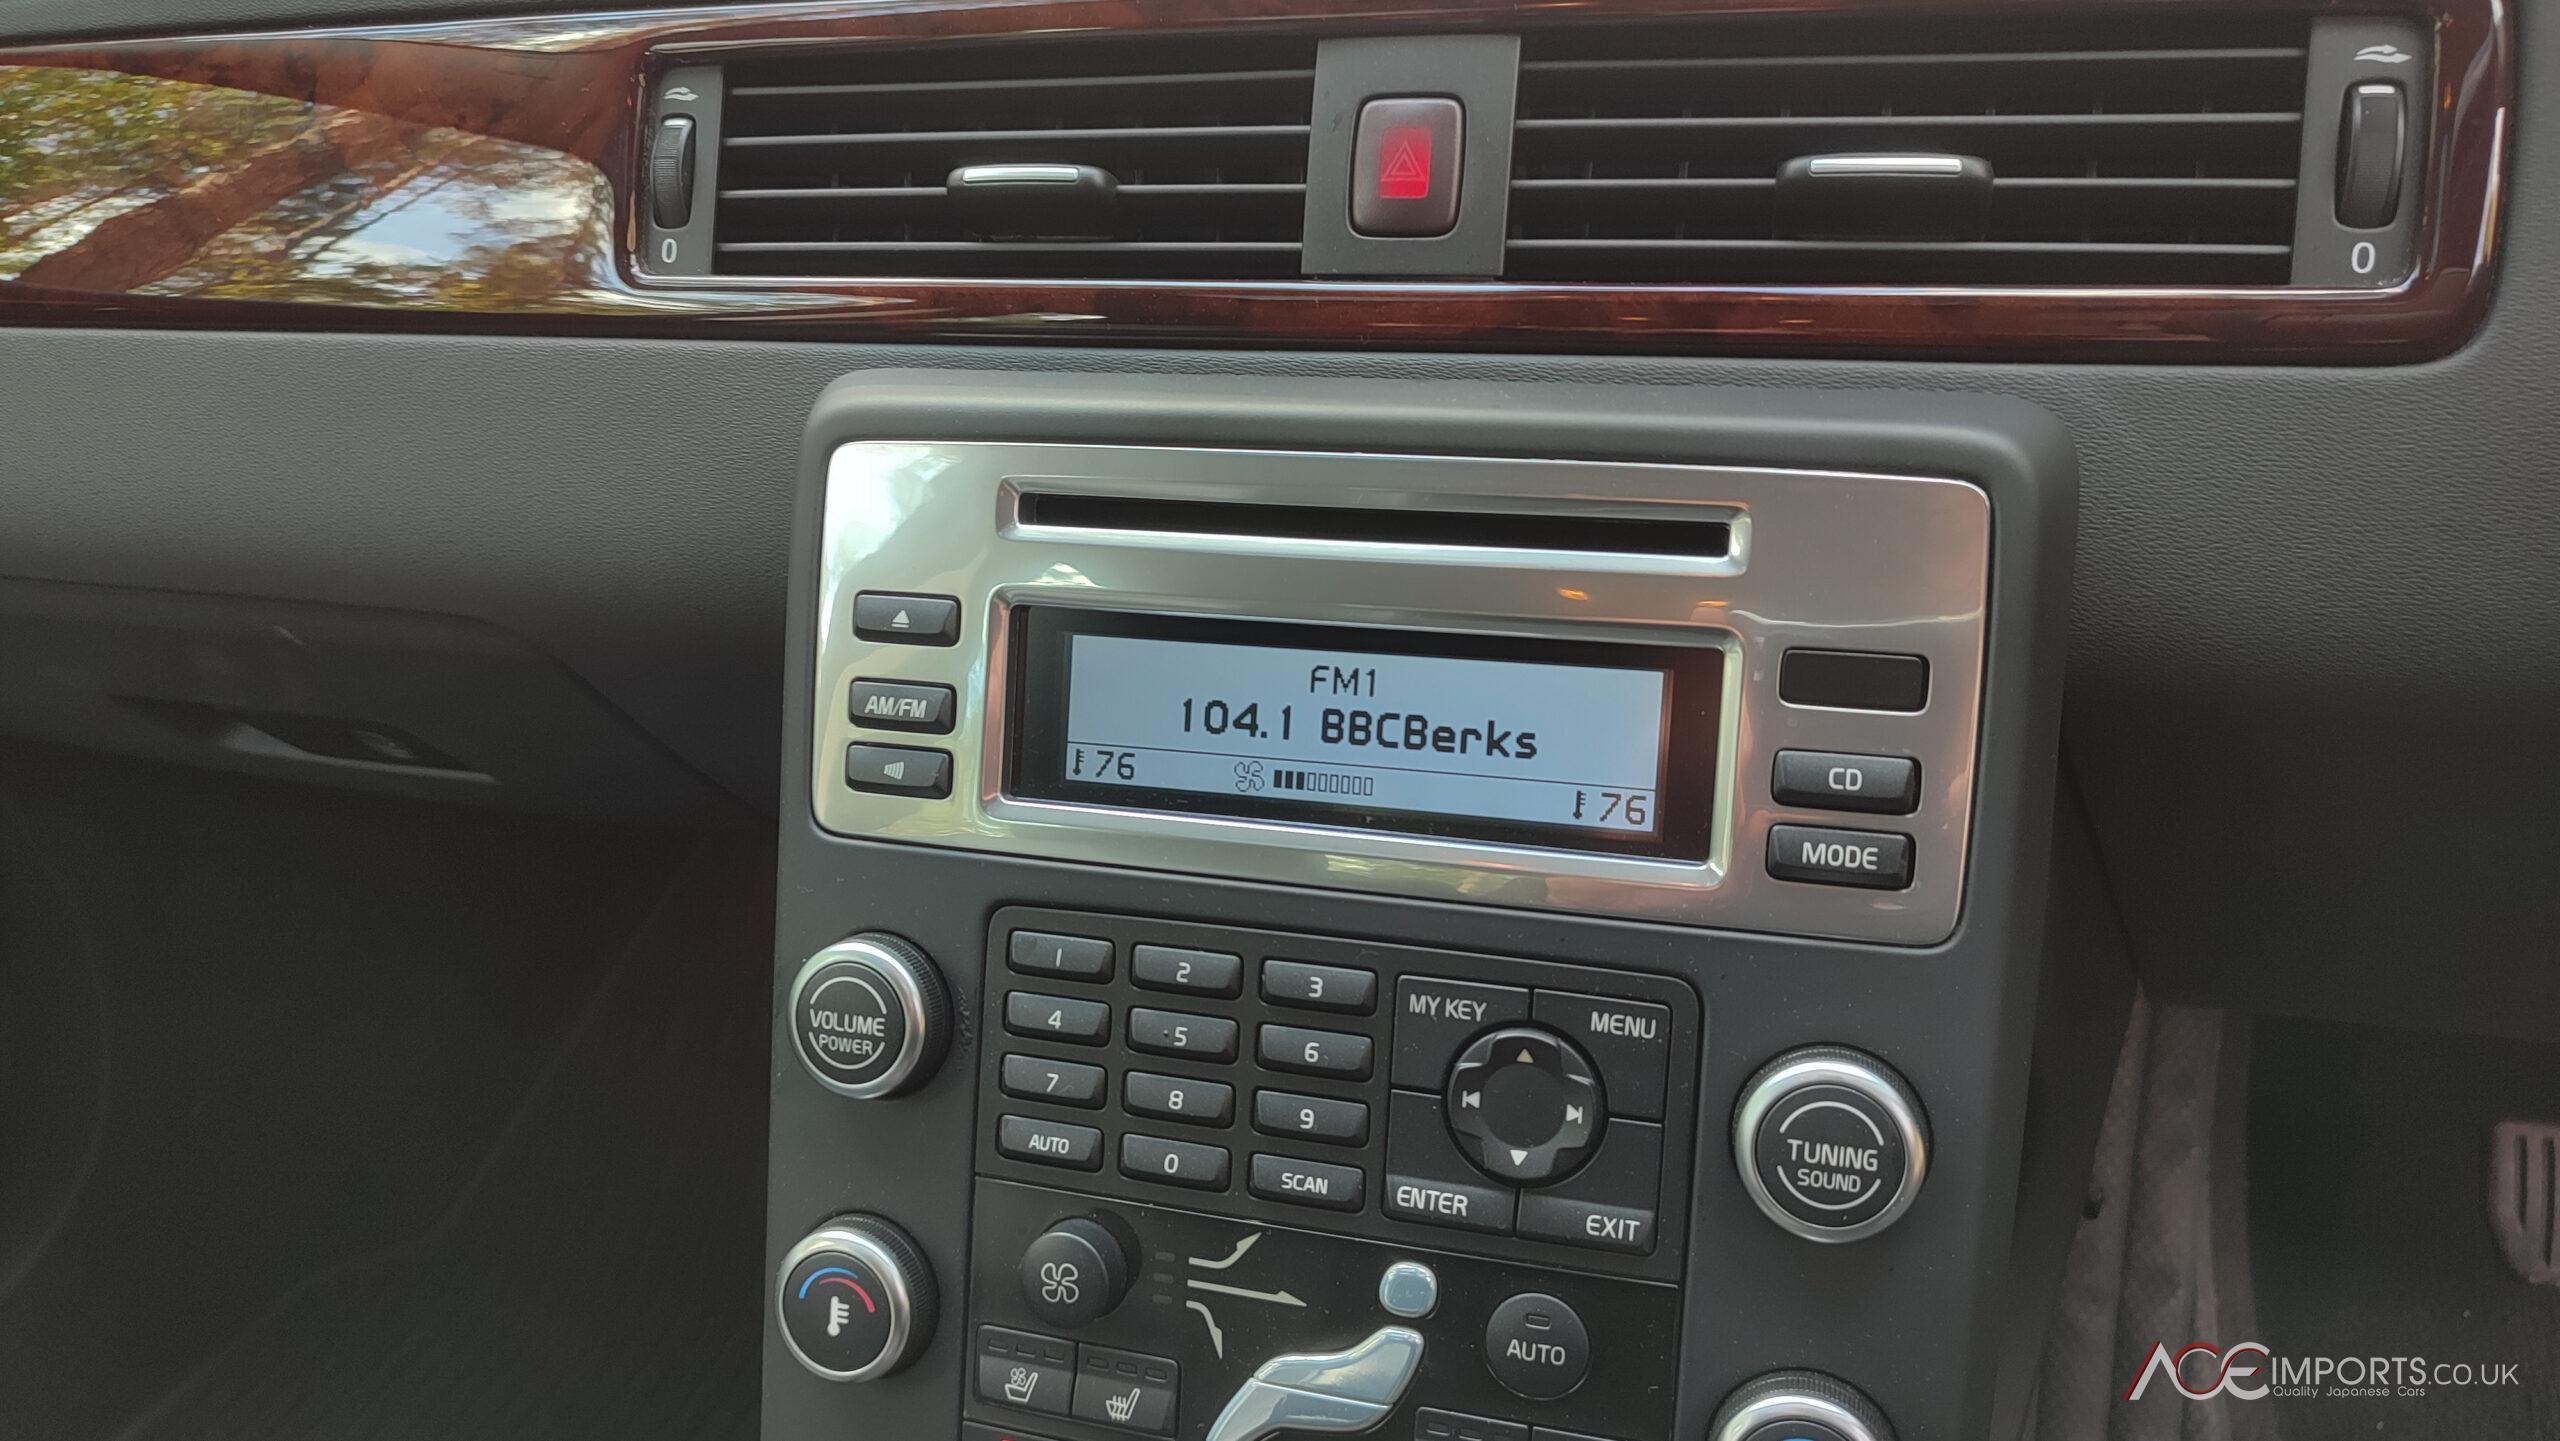 0
0
FM1
104.1 BBCBerks
76
76
AM/FM
CD
MODE
VOLUME
POWER
1 2 3
4 5 6
7 8 9
AUTO 0 SCAN
MY KEY
MENU
ENTER
EXIT
TUNING
SOUND
AUTO
ACEIMPORTS.CO.UK
Quality Japanese Cars